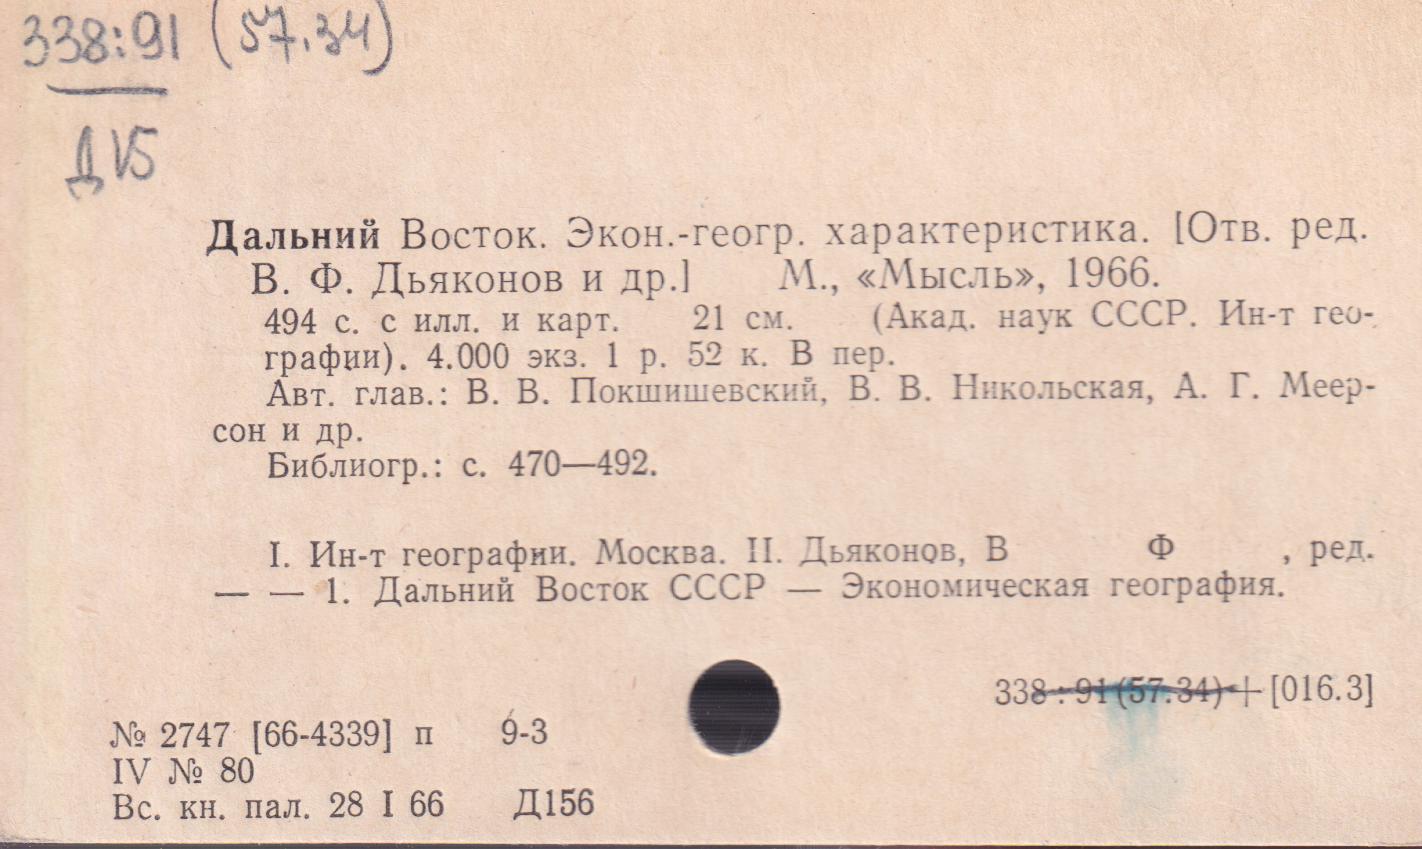 338:91 (57.34)
Д 15
Дальний Восток. Экон.-геогр. характеристика. [Отв. ред.
В. Ф. Дьяконов и др.] М., «Мысль», 1966.
494 с. с илл. и карт. 21 см. (Акад. наук СССР. Ин-т гео-
графии). 4.000 экз. 1 р. 52 к. В пер.
Авт. глав.: В. В. Покшишевский, В. В. Никольская, А. Г. Меер-
сон и др.
Библиогр.: с. 470—492.
I. Ин-т географии. Москва. II. Дьяконов, В Ф , ред.
— — 1. Дальний Восток СССР — Экономическая география.
338 : 91(57.34)+[016.3]
№ 2747 [66-4339] п 9-3
IV № 80
Вс. кн. пал. 28 I 66 Д156